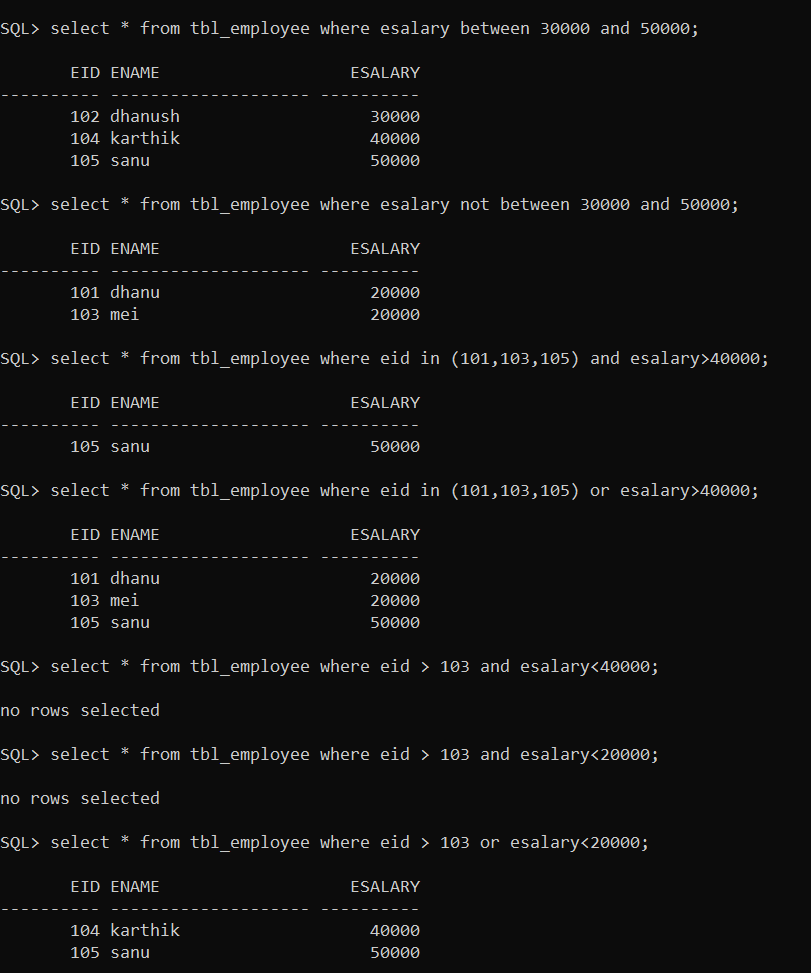 SQL> select * from tbl_employee where esalary between 30000 and 50000;
EID ENAME ESALARY
---------- -------------------- ----------
102 dhanush 30000
104 karthik 40000
105 sanu 50000
SQL> select * from tbl_employee where esalary not between 30000 and 50000;
EID ENAME ESALARY
---------- -------------------- ----------
101 dhanu 20000
103 mei 20000
SQL> select * from tbl_employee where eid in (101,103,105) and esalary>40000;
EID ENAME ESALARY
---------- -------------------- ----------
105 sanu 50000
SQL> select * from tbl_employee where eid in (101,103,105) or esalary>40000;
EID ENAME ESALARY
---------- -------------------- ----------
101 dhanu 20000
103 mei 20000
105 sanu 50000
SQL> select * from tbl_employee where eid > 103 and esalary<40000;
no rows selected
SQL> select * from tbl_employee where eid > 103 and esalary<20000;
no rows selected
SQL> select * from tbl_employee where eid > 103 or esalary<20000;
EID ENAME ESALARY
---------- -------------------- ----------
104 karthik 40000
105 sanu 50000